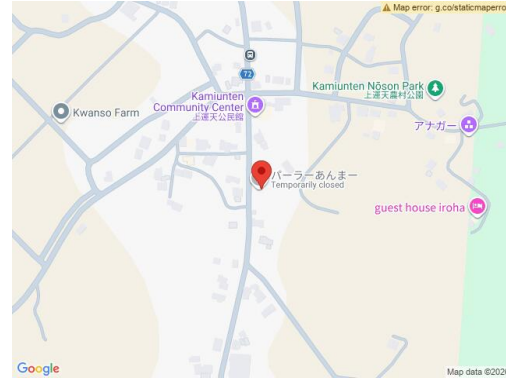 Map error: g.co/staticmaperro
72
Kamiunten
Community Center
上運天公民館
Kamiunten Nōson Park
上運天農村公園
Kwanso Farm
アナガー
パーラーあんまー
Temporarily closed
guest house iroha
Google
Map data ©2026